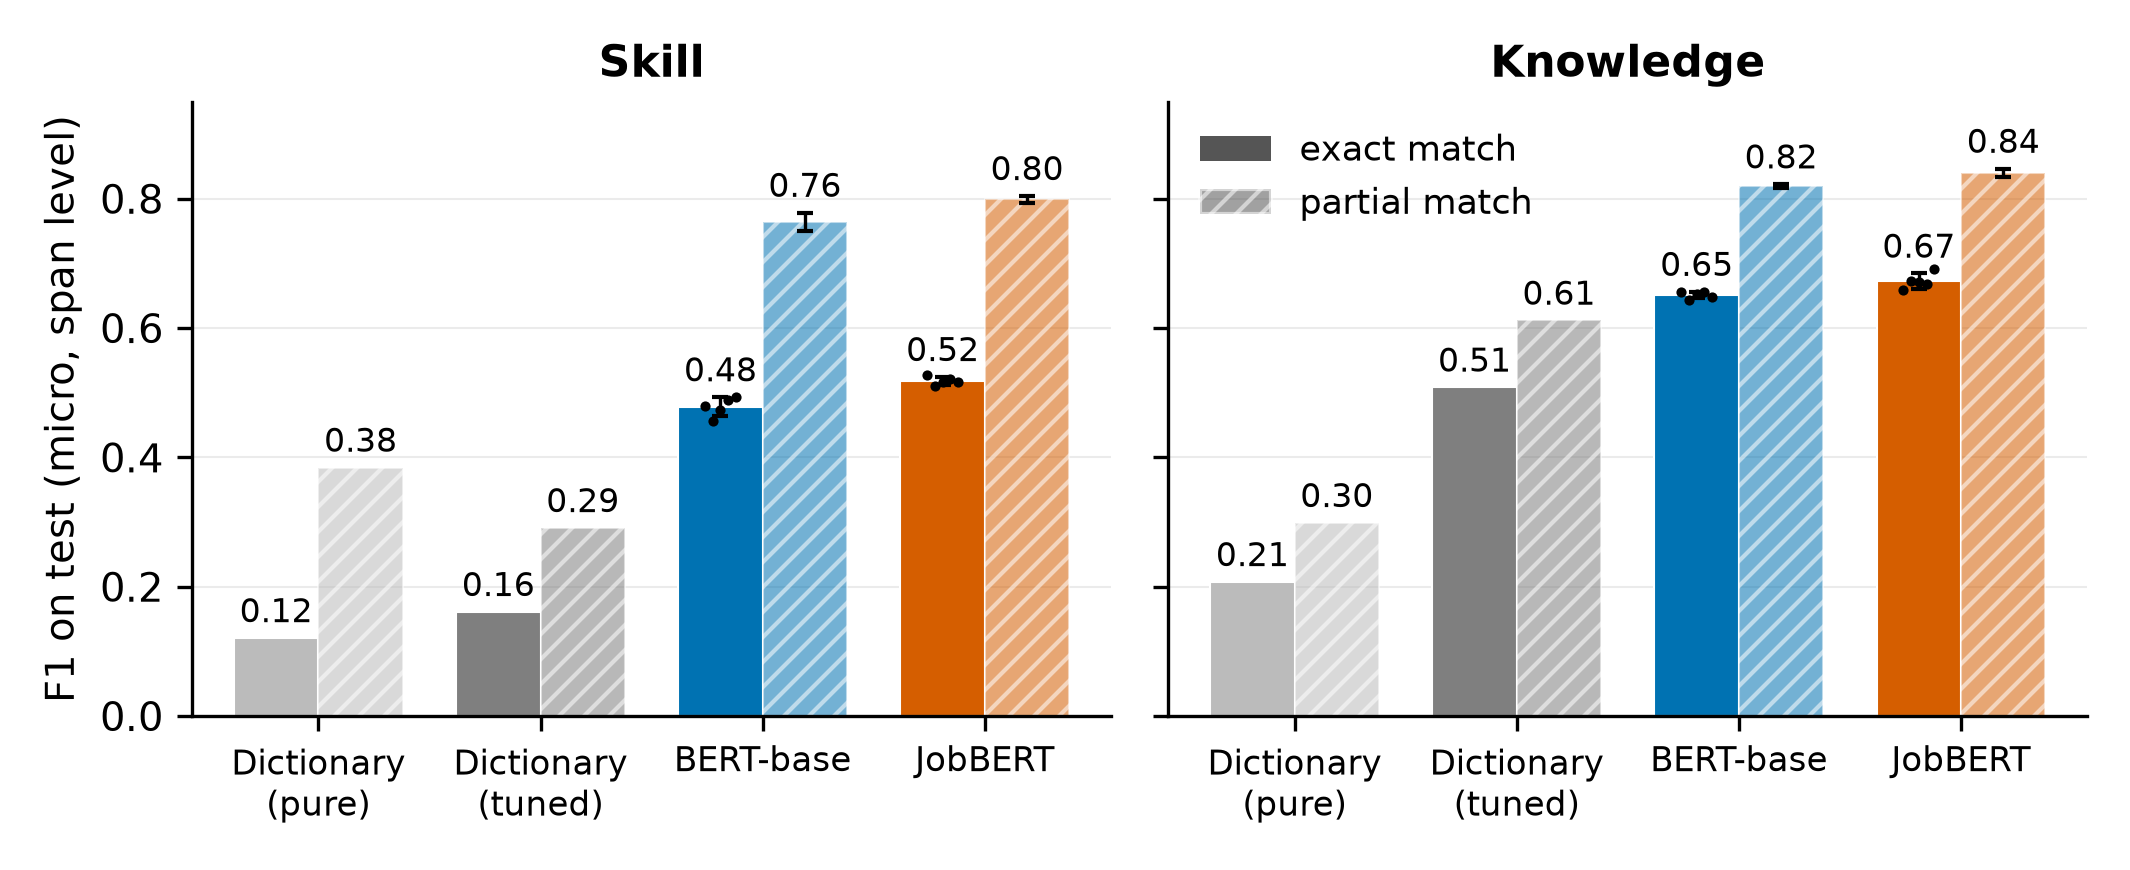 Skill
Knowledge
F1 on test (micro, span level)
0.0
0.2
0.4
0.6
0.8
0.12
0.38
0.16
0.29
0.48
0.76
0.52
0.80
Dictionary
(pure)
Dictionary
(tuned)
BERT-base
JobBERT
exact match
partial match
0.21
0.30
0.51
0.61
0.65
0.82
0.67
0.84
Dictionary
(pure)
Dictionary
(tuned)
BERT-base
JobBERT